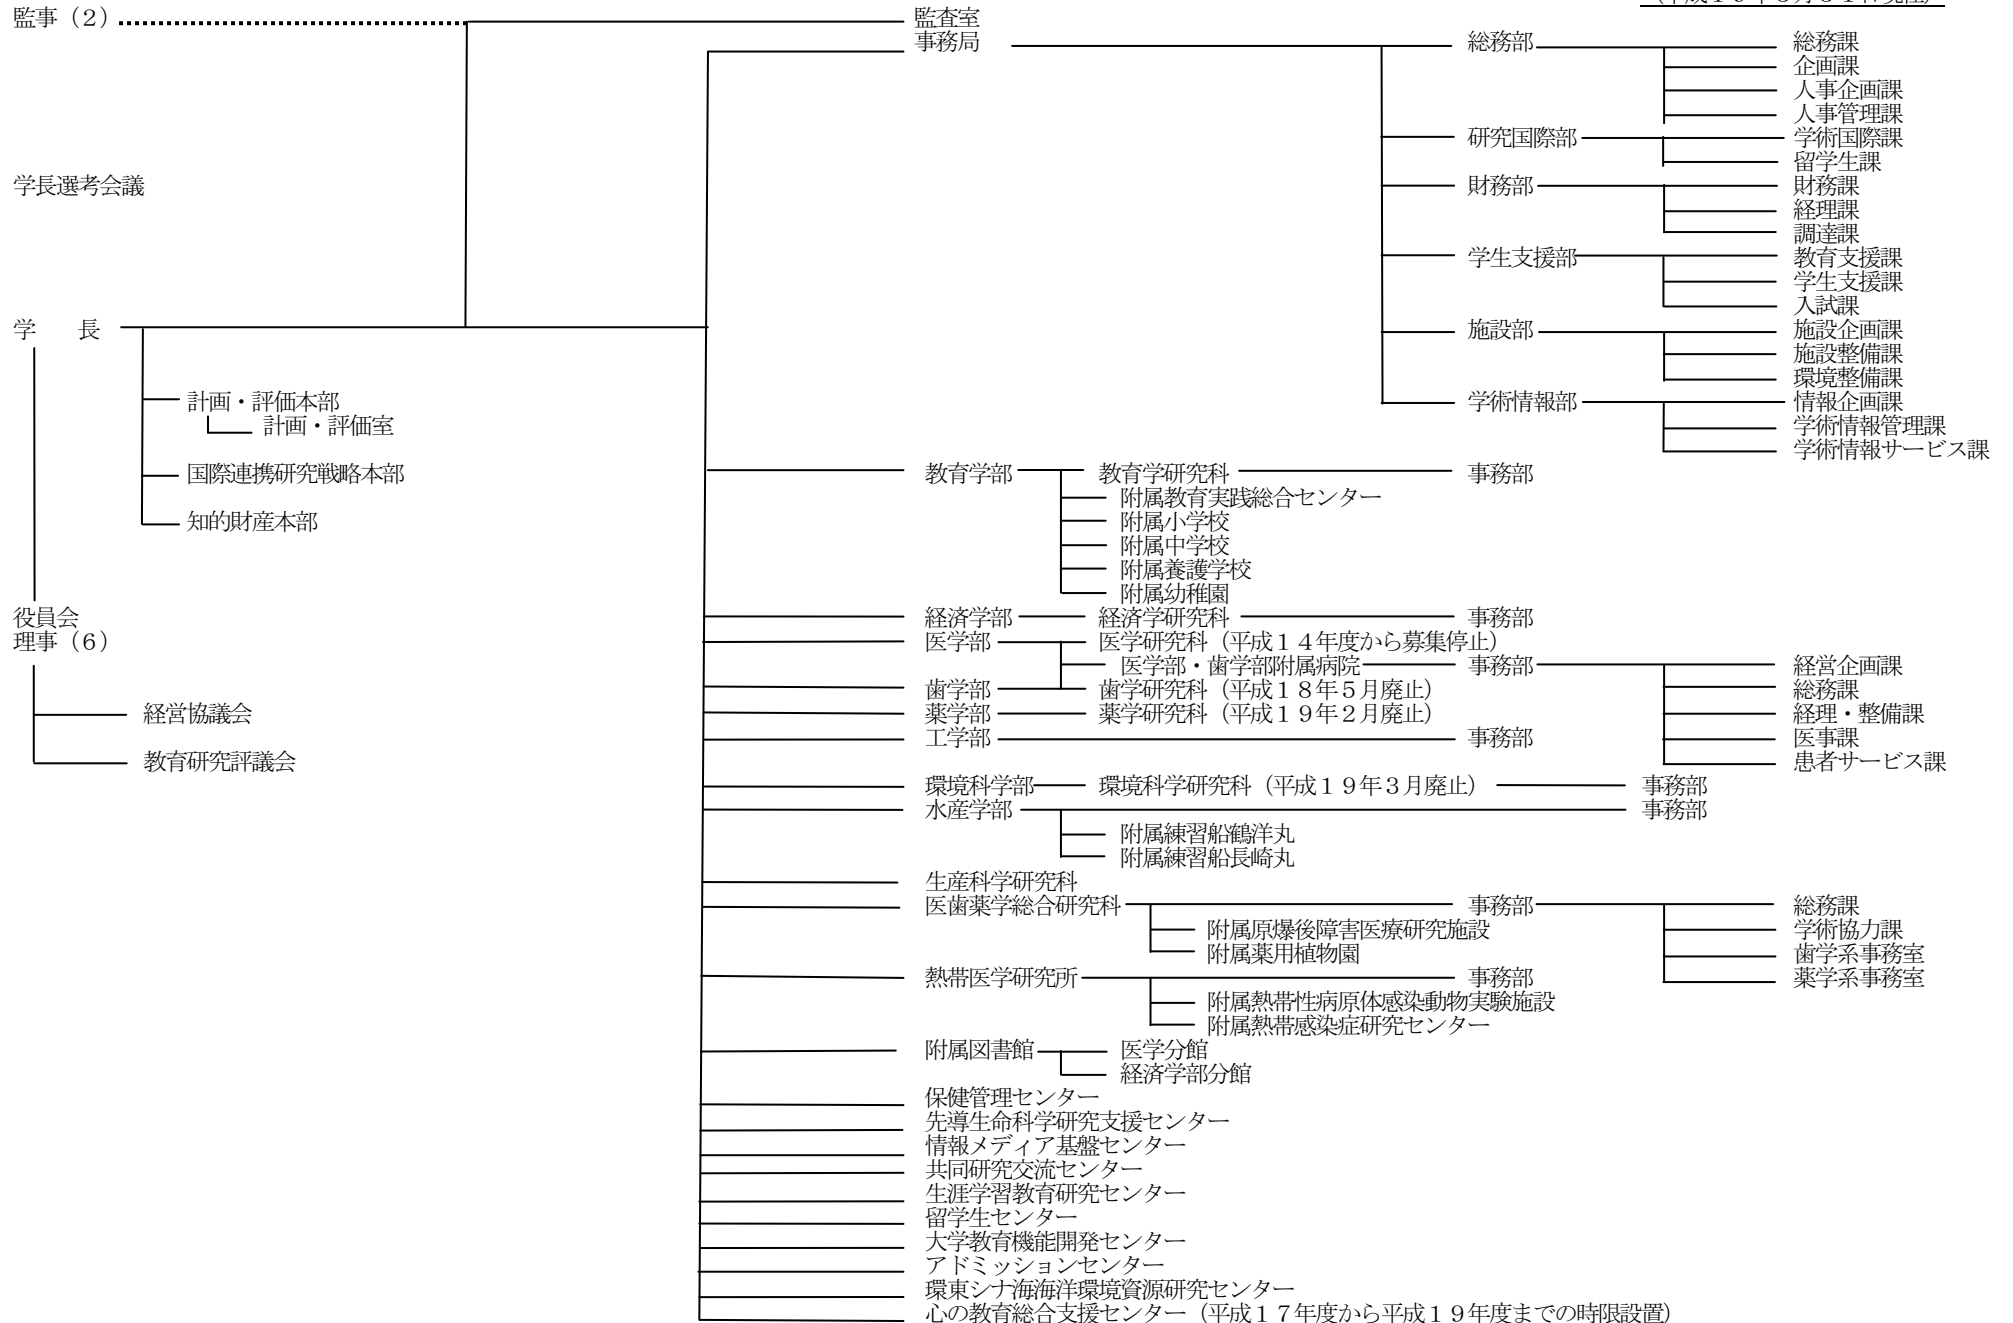 監事（２） 監査室
事務局 総務部 総務課
企画課
人事企画課
人事管理課
研究国際部 学術国際課
留学生課
学長選考会議 財務部 財務課
経理課
調達課
学生支援部 教育支援課
学生支援課
入試課
学　　長 施設部 施設企画課
施設整備課
環境整備課
計画・評価本部 学術情報部 情報企画課
計画・評価室 学術情報管理課
学術情報サービス課
国際連携研究戦略本部 教育学部 教育学研究科 事務部
附属教育実践総合センター
知的財産本部 附属小学校
附属中学校
附属養護学校
附属幼稚園
役員会 経済学部 経済学研究科 事務部
理事（６） 医学部 医学研究科（平成１４年度から募集停止）
医学部・歯学部附属病院 事務部 経営企画課
歯学部 歯学研究科（平成１８年５月廃止） 総務課
経営協議会 薬学部 薬学研究科（平成１９年２月廃止） 経理・整備課
工学部 事務部 医事課
教育研究評議会 患者サービス課
環境科学部 環境科学研究科（平成１９年３月廃止） 事務部
水産学部 事務部
附属練習船鶴洋丸
附属練習船長崎丸
生産科学研究科
医歯薬学総合研究科 事務部 総務課
附属原爆後障害医療研究施設 学術協力課
附属薬用植物園 歯学系事務室
熱帯医学研究所 事務部 薬学系事務室
附属熱帯性病原体感染動物実験施設
附属熱帯感染症研究センター
附属図書館 医学分館
経済学部分館
保健管理センター
先導生命科学研究支援センター
情報メディア基盤センター
共同研究交流センター
生涯学習教育研究センター
留学生センター
大学教育機能開発センター
アドミッションセンター
環東シナ海海洋環境資源研究センター
心の教育総合支援センター（平成１７年度から平成１９年度までの時限設置）